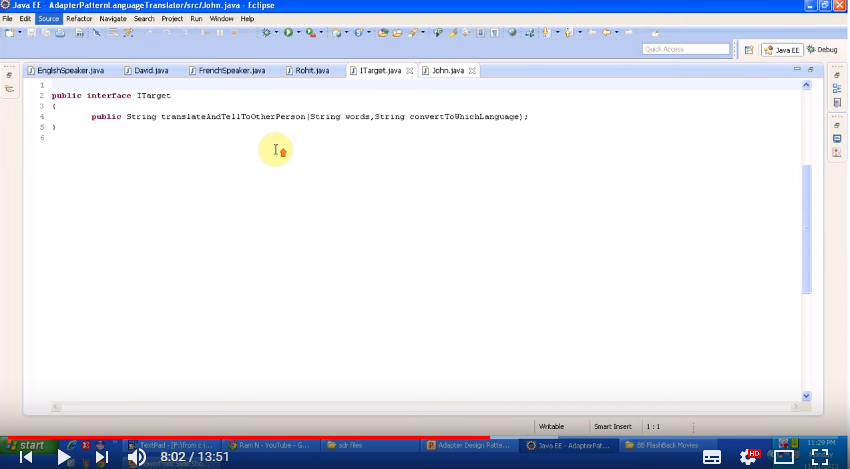 Java EE - AdapterPatternLanguageTranslator/src/John.java - Eclipse
File Edit Source Refactor Navigate Search Project Run Window Help
Quick Access
Java EE
Debug
EnglishSpeaker.java
David.java
FrenchSpeaker.java
Rohit.java
ITarget.java
John.java
1
2 public interface ITarget
3 {
4 public String translateAndTellToOtherPerson(String words,String convertToWhichLanguage);
5 }
6
Writable
Smart Insert
1 : 1
start
TextPad - [F:\from c j...
Ram N - YouTube - G...
sdr files
Adapter Design Patte...
Java EE - AdapterPat...
BB FlashBack Movies
11:29 PM
Monday
8:02 / 13:51
HD